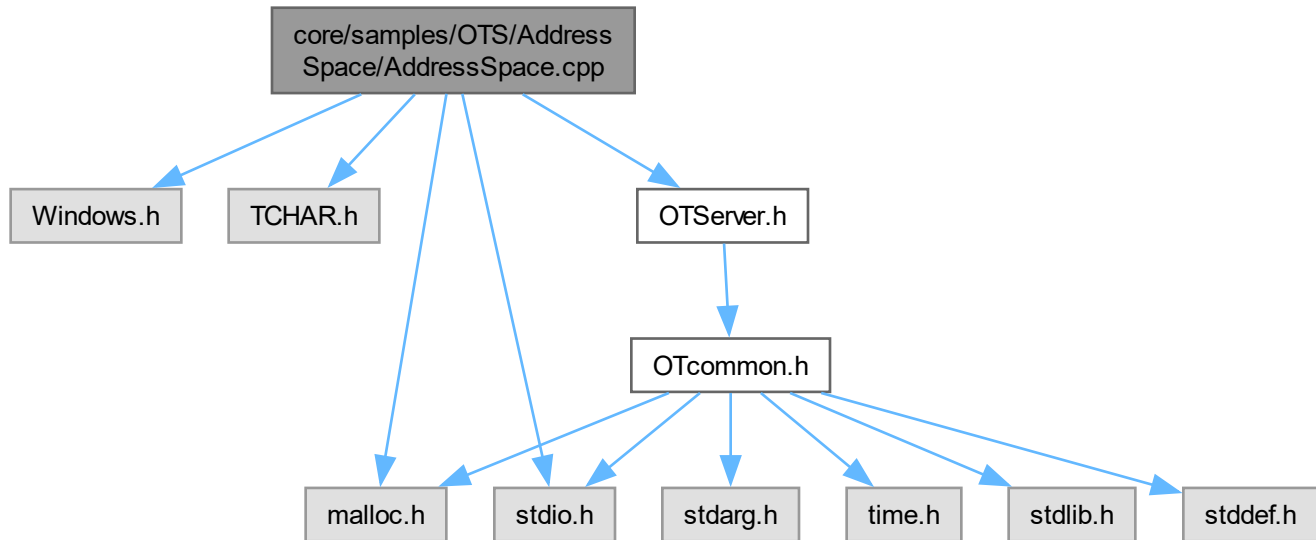 core/samples/OTS/Address
Space/AddressSpace.cpp
Windows.h
TCHAR.h
OTServer.h
OTcommon.h
malloc.h
stdio.h
stdarg.h
time.h
stdlib.h
stddef.h